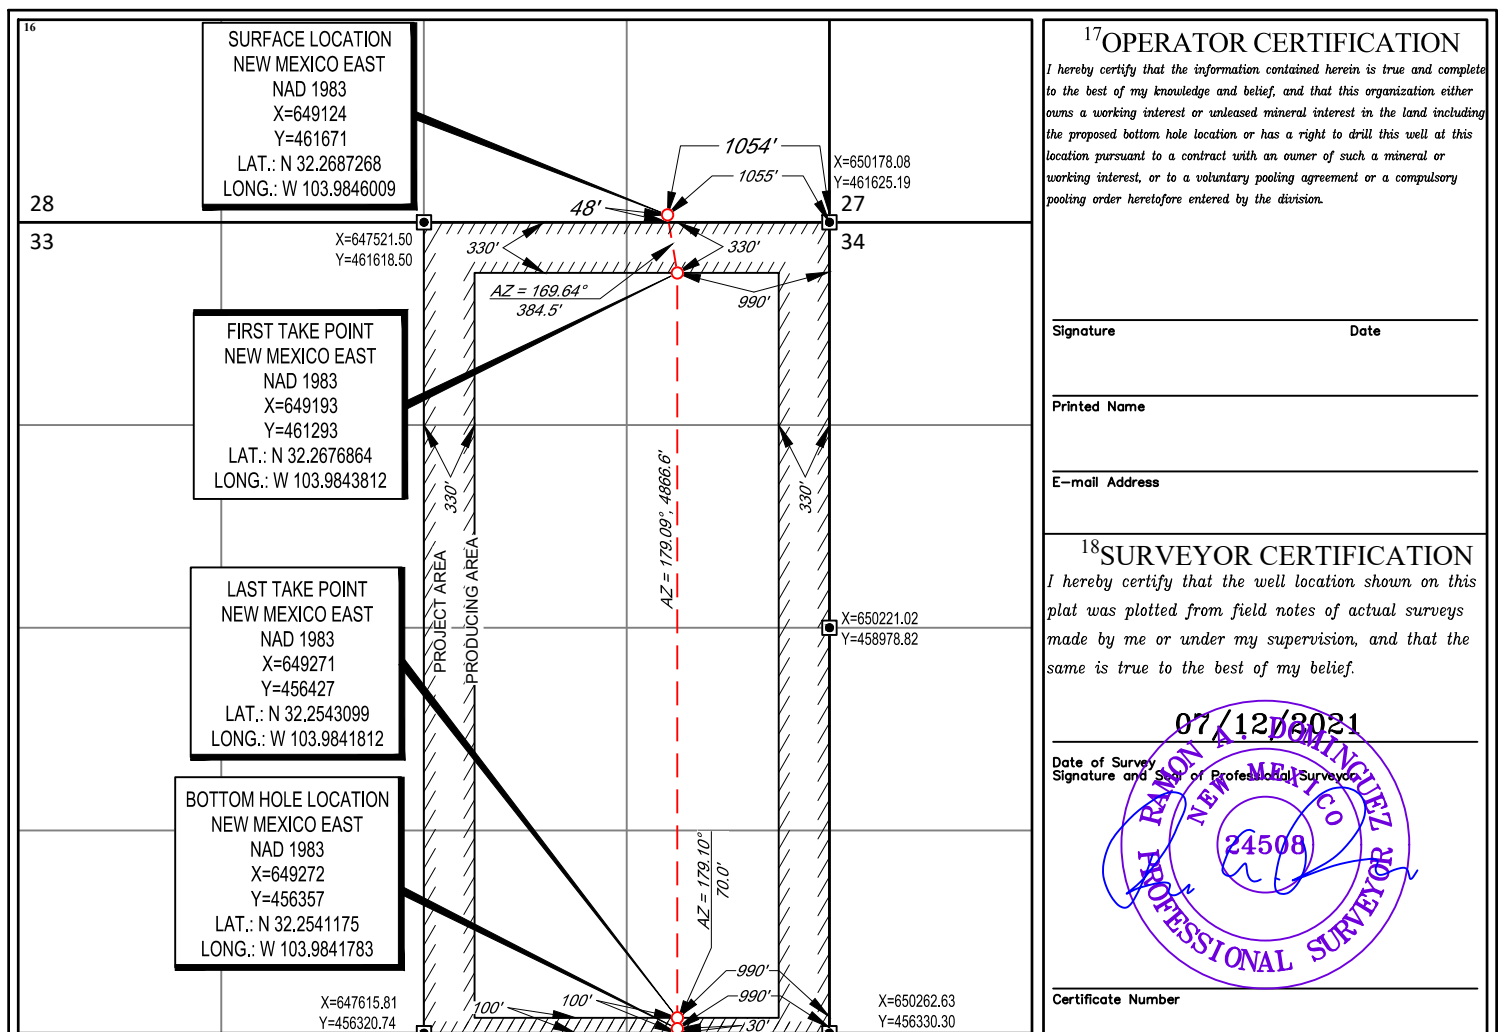 16
SURFACE LOCATION
NEW MEXICO EAST
NAD 1983
X=649124
Y=461671
LAT.: N 32.2687268
LONG.: W 103.9846009
28
33
27
34
1054'
1055'
48'
X=650178.08
Y=461625.19
X=647521.50
Y=461618.50
330'
330'
AZ = 169.64°
384.5'
990'
FIRST TAKE POINT
NEW MEXICO EAST
NAD 1983
X=649193
Y=461293
LAT.: N 32.2676864
LONG.: W 103.9843812
330'
330'
AZ = 179.09°, 4866.6'
PROJECT AREA
PRODUCING AREA
X=650221.02
Y=458978.82
LAST TAKE POINT
NEW MEXICO EAST
NAD 1983
X=649271
Y=456427
LAT.: N 32.2543099
LONG.: W 103.9841812
BOTTOM HOLE LOCATION
NEW MEXICO EAST
NAD 1983
X=649272
Y=456357
LAT.: N 32.2541175
LONG.: W 103.9841783
AZ = 179.10°
70.0'
990'
990'
100'
100'
30'
X=647615.81
Y=456320.74
X=650262.63
Y=456330.30
17OPERATOR CERTIFICATION
I hereby certify that the information contained herein is true and complete
to the best of my knowledge and belief, and that this organization either
owns a working interest or unleased mineral interest in the land including
the proposed bottom hole location or has a right to drill this well at this
location pursuant to a contract with an owner of such a mineral or
working interest, or to a voluntary pooling agreement or a compulsory
pooling order heretofore entered by the division.
Signature Date
Printed Name
E-mail Address
18SURVEYOR CERTIFICATION
I hereby certify that the well location shown on this
plat was plotted from field notes of actual surveys
made by me or under my supervision, and that the
same is true to the best of my belief.
07/12/2021
Date of Survey
Signature and Seal of Professional Surveyor
RAMON A. DOMINGUEZ
NEW MEXICO
24508
PROFESSIONAL SURVEYOR
Certificate Number